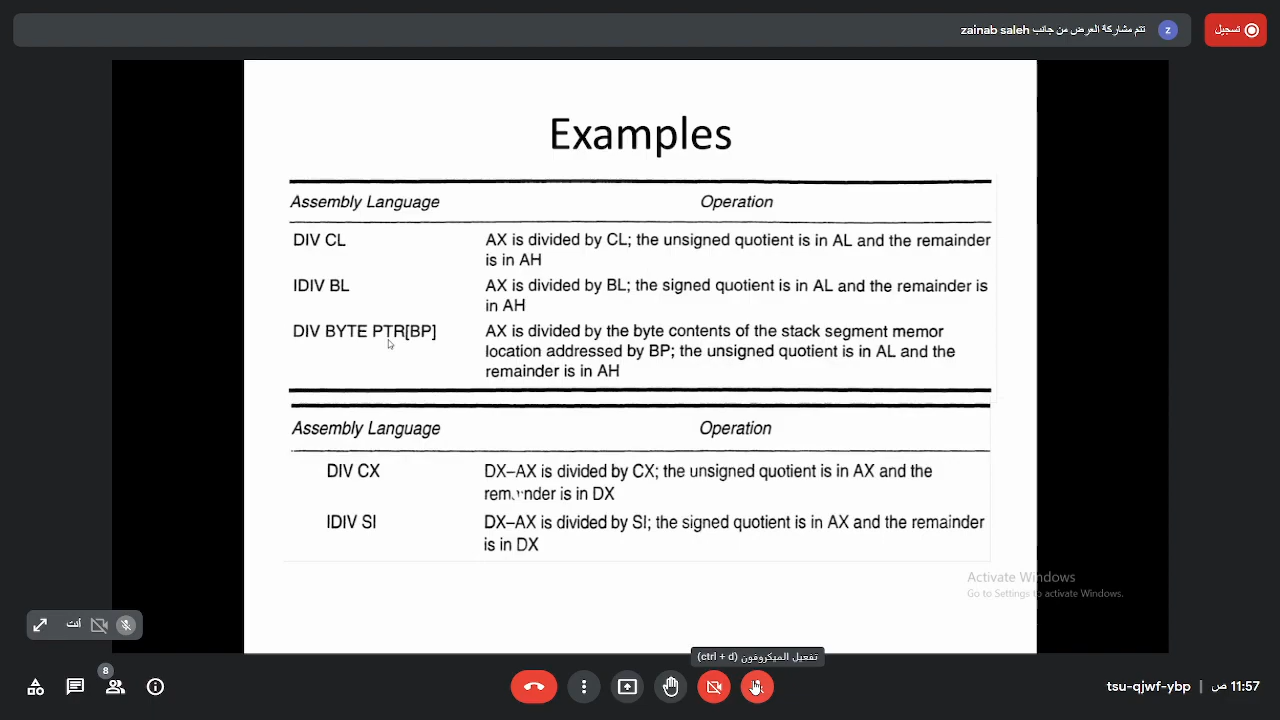 تتم مشاركة العرض من جانب zainab saleh
z
تسجيل
Examples
Assembly Language Operation
DIV CL AX is divided by CL; the unsigned quotient is in AL and the remainder
is in AH
IDIV BL AX is divided by BL; the signed quotient is in AL and the remainder is
in AH
DIV BYTE PTR[BP] AX is divided by the byte contents of the stack segment memor
location addressed by BP; the unsigned quotient is in AL and the
remainder is in AH
Assembly Language Operation
DIV CX DX–AX is divided by CX; the unsigned quotient is in AX and the
remainder is in DX
IDIV SI DX–AX is divided by SI; the signed quotient is in AX and the remainder
is in DX
Activate Windows
Go to Settings to activate Windows.
أنت
تفعيل الميكروفون (ctrl + d)
8
tsu-qjwf-ybp | 11:57 ص